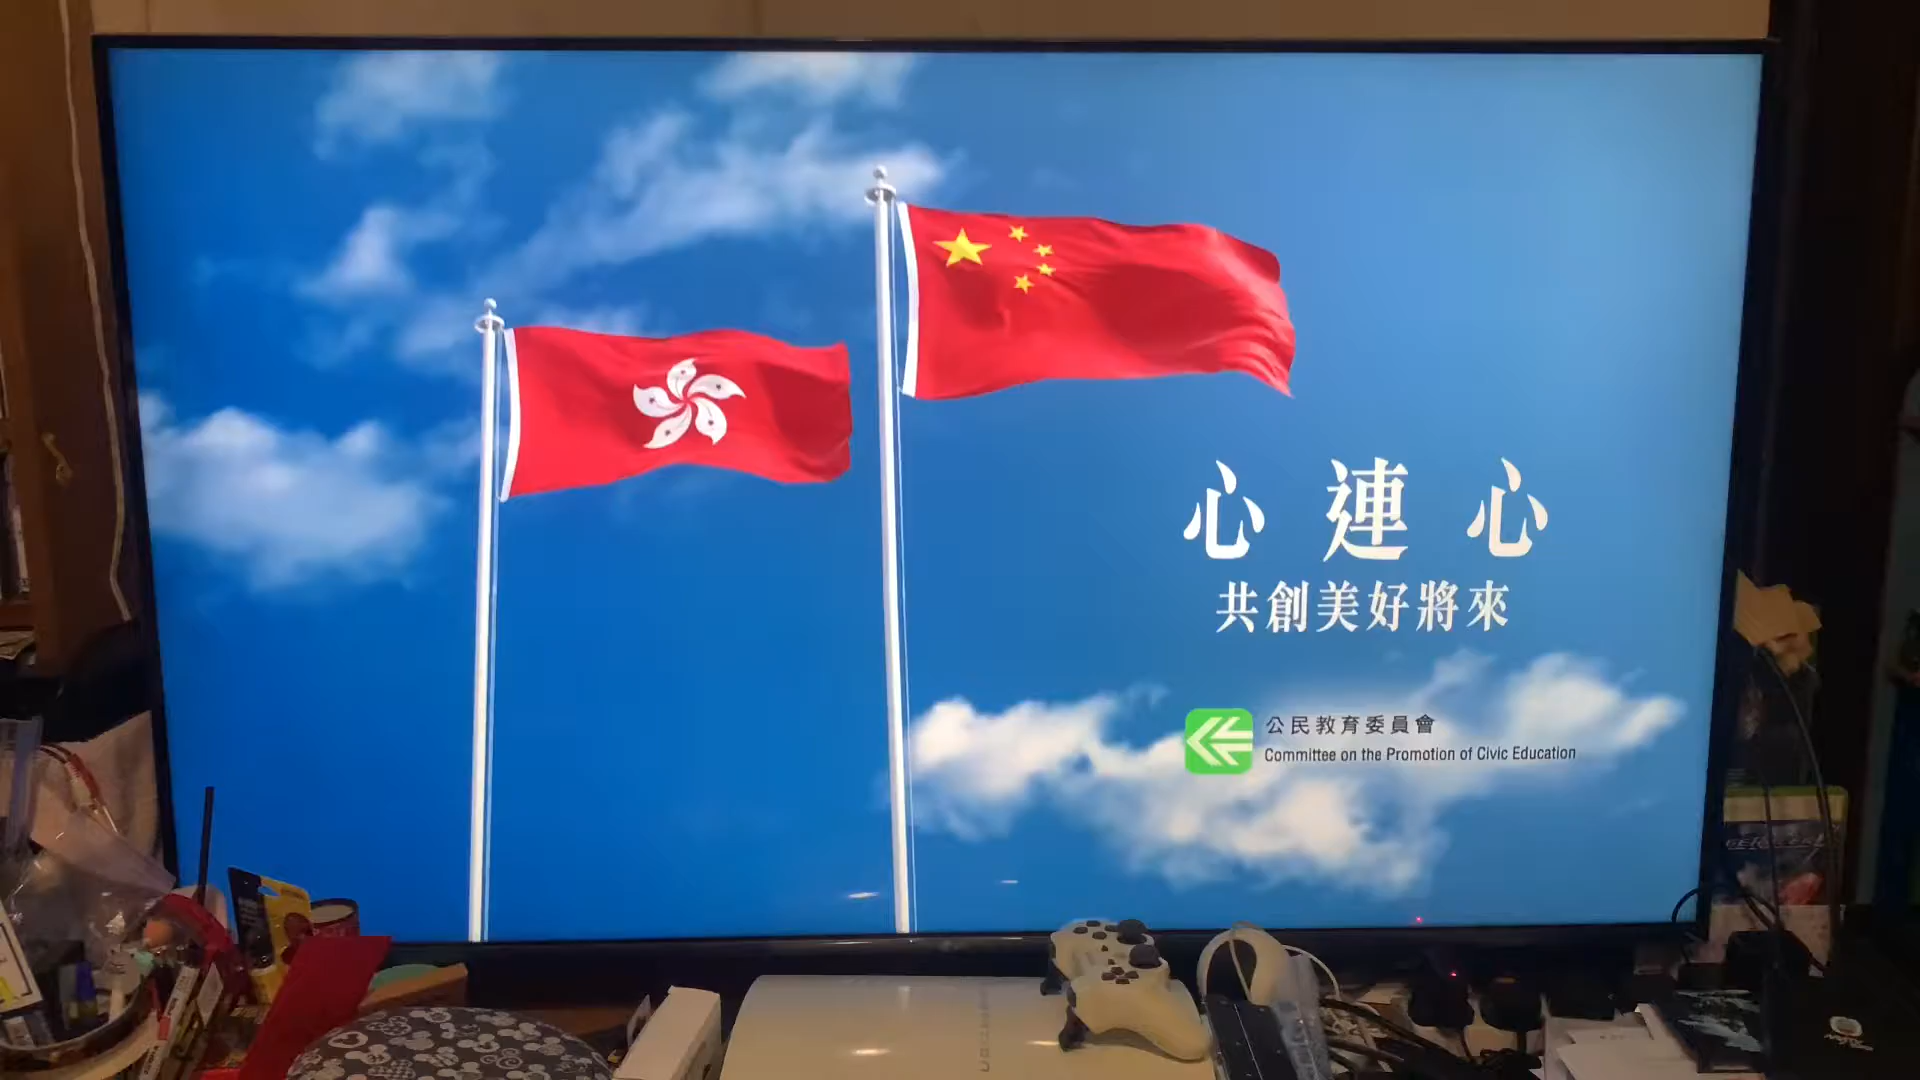 心連心
共創美好將來
公民教育委員會
Committee on the Promotion of Civic Education